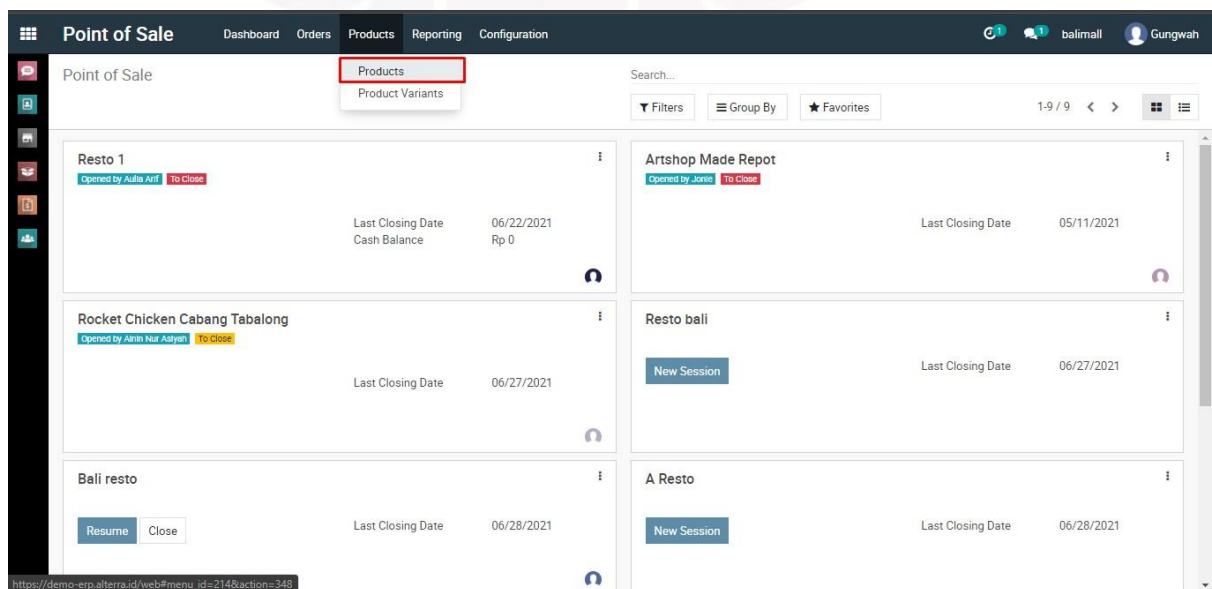 Point of Sale Dashboard Orders Products Reporting Configuration 1 1 balimall Gungwah
Products
Product Variants
Point of Sale
Search...
Filters Group By Favorites 1-9 / 9
Resto 1
Opened by Aulia Arif To Close
Last Closing Date 06/22/2021
Cash Balance Rp 0
Artshop Made Repot
Opened by Jonie To Close
Last Closing Date 05/11/2021
Rocket Chicken Cabang Tabalong
Opened by Ainin Nur Asiyah To Close
Last Closing Date 06/27/2021
Resto bali
New Session
Last Closing Date 06/27/2021
Bali resto
Resume Close
Last Closing Date 06/28/2021
A Resto
New Session
Last Closing Date 06/28/2021
https://demo-erp.alterra.id/web#menu_id=214&action=348